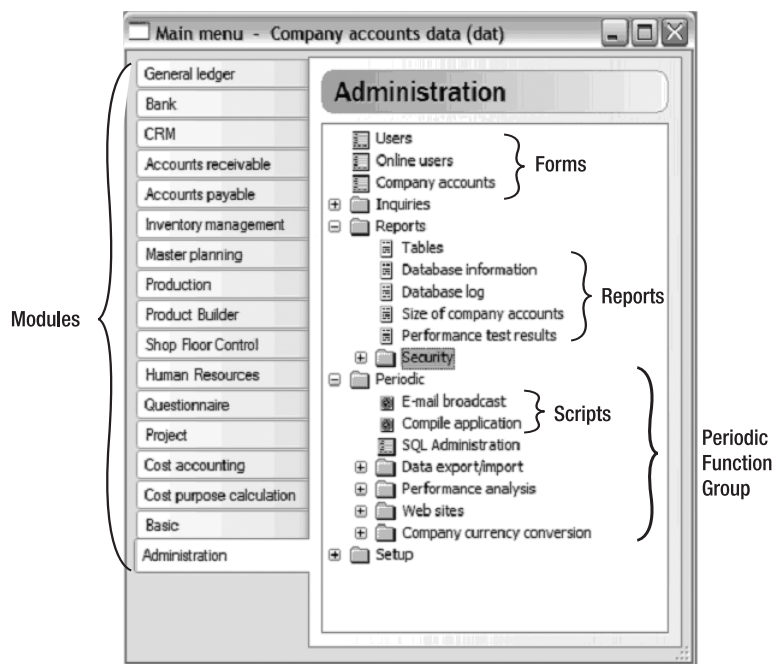 Main menu - Company accounts data (dat)
General ledger
Bank
CRM
Accounts receivable
Accounts payable
Inventory management
Master planning
Production
Product Builder
Shop Floor Control
Human Resources
Questionnaire
Project
Cost accounting
Cost purpose calculation
Basic
Administration
Modules
Administration
Users
Online users
Company accounts
Forms
Inquiries
Reports
Tables
Database information
Database log
Size of company accounts
Performance test results
Reports
Security
Periodic
E-mail broadcast
Compile application
Scripts
SQL Administration
Data export/import
Performance analysis
Web sites
Company currency conversion
Periodic
Function
Group
Setup